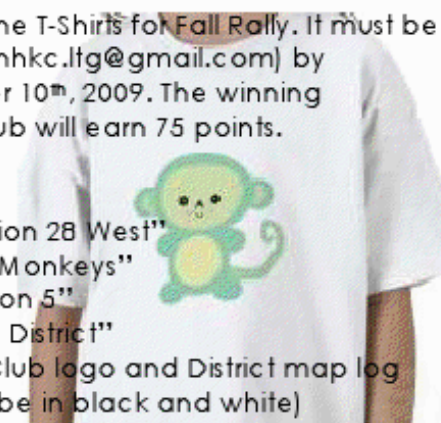 ne T-Shirts for Fall Rally. It must be
nhkc.ltg@gmail.com) by
r 10th, 2009. The winning
ub will earn 75 points.
ion 28 West"
Monkeys"
on 5"
District"
Club logo and District map log
be in black and white)